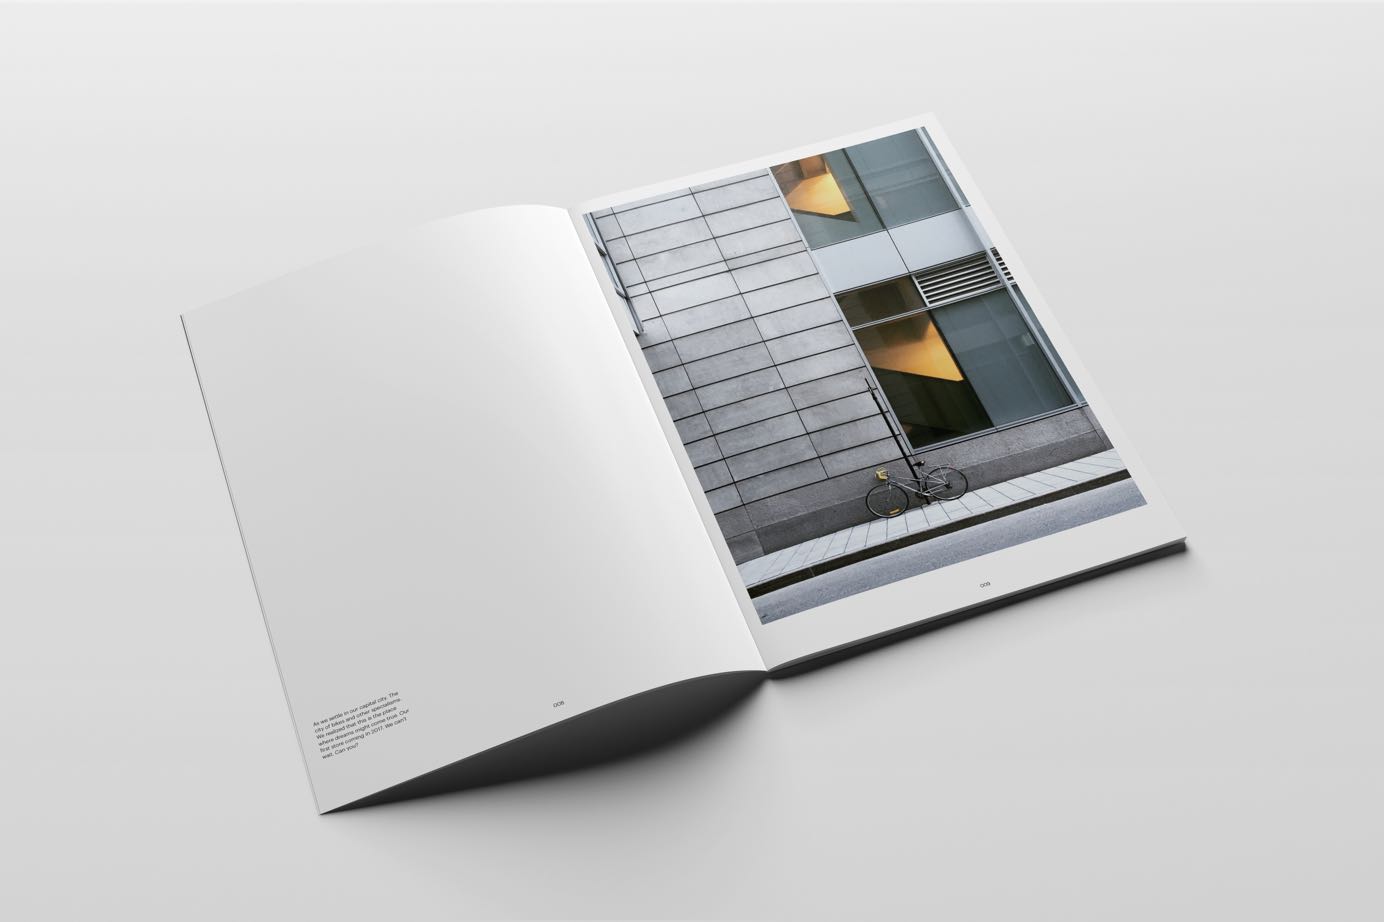 As we settle in our capital city. The
city of bikes and other specialisms.
We realized that this is the place
where dreams might come true. Our
first store coming in 2017. We can't
wait. Can you?
008
009